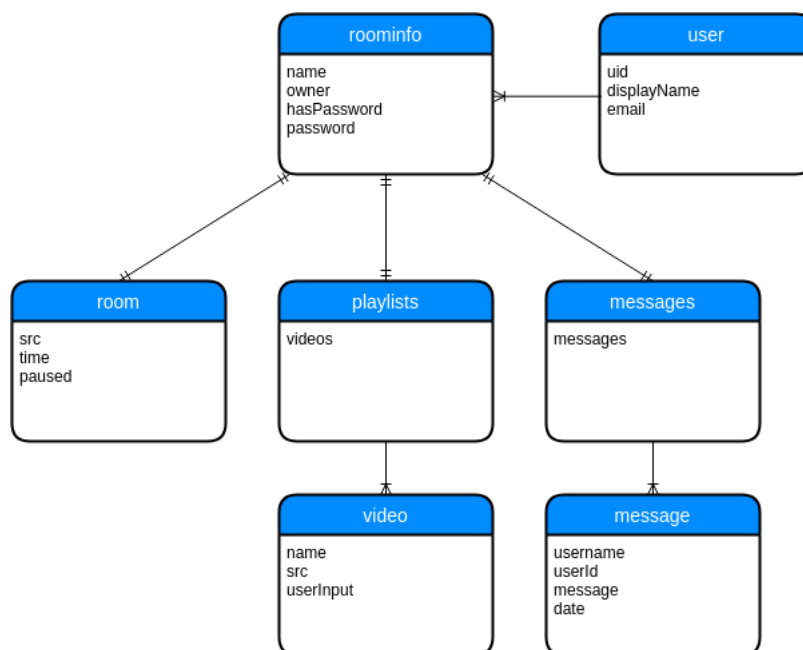 roominfo
name
owner
hasPassword
password
user
uid
displayName
email
room
src
time
paused
playlists
videos
messages
messages
video
name
src
userInput
message
username
userId
message
date